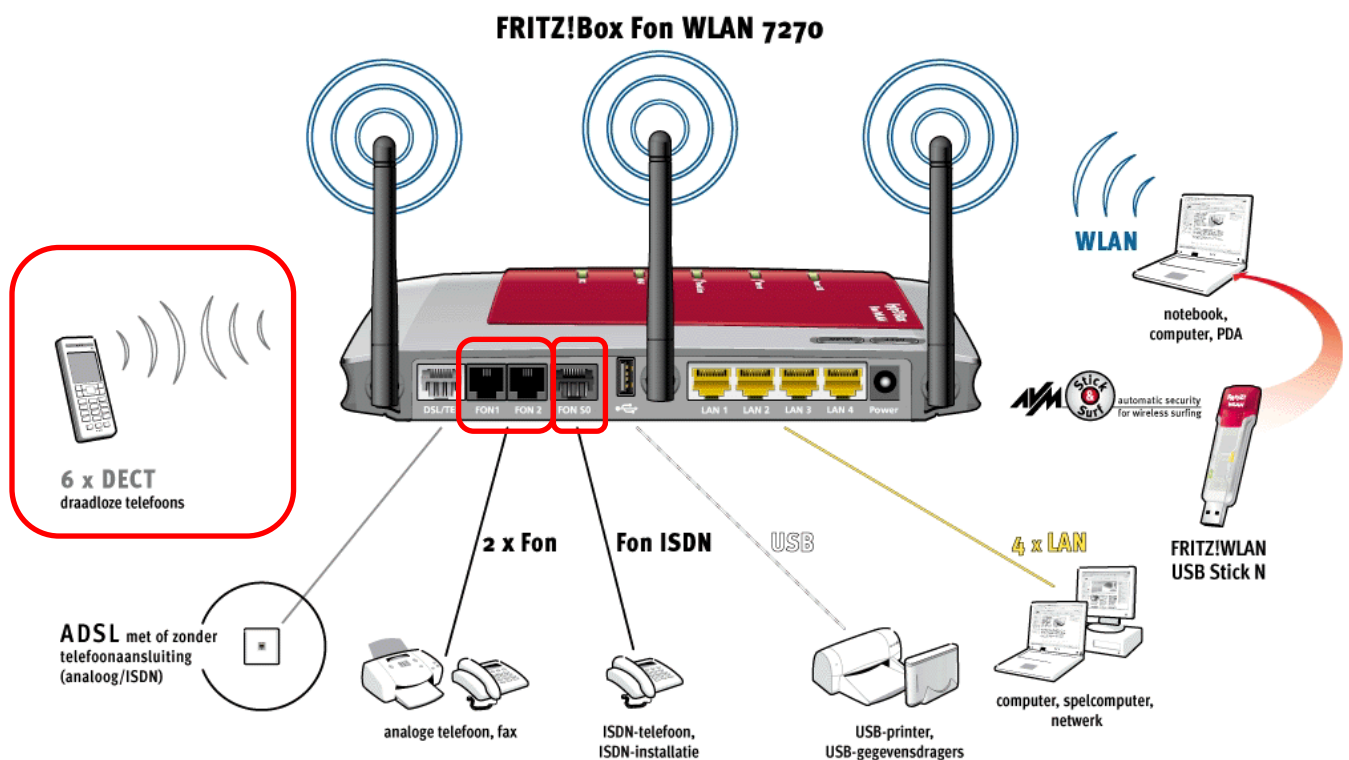 FRITZ!Box Fon WLAN 7270
WLAN
notebook,
computer, PDA
6 x DECT
draadloze telefoons
DSL/TEL
FON1
FON 2
FON S0
LAN 1
LAN 2
LAN 3
LAN 4
Power
AVM
Stick
&
Surf
automatic security
for wireless surfing
2 x Fon
Fon ISDN
USB
4 x LAN
FRITZ!WLAN
USB Stick N
ADSL met of zonder
telefoonaansluiting
(analoog/ISDN)
analoge telefoon, fax
ISDN-telefoon,
ISDN-installatie
USB-printer,
USB-gegevensdragers
computer, spelcomputer,
netwerk